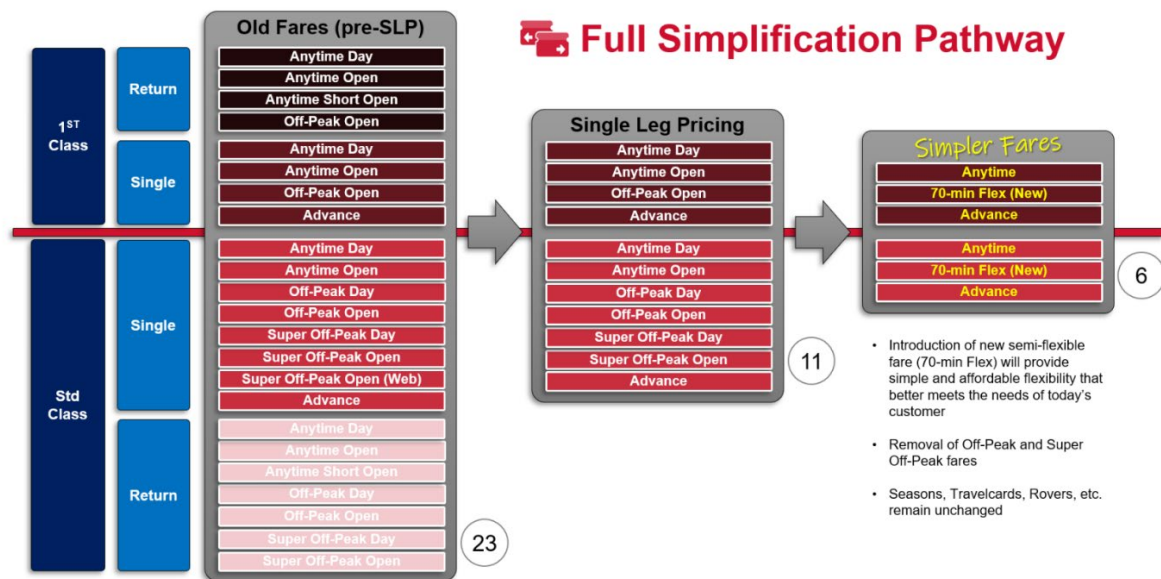 Full Simplification Pathway
Old Fares (pre-SLP)
1ST
Class
Return
Anytime Day
Anytime Open
Anytime Short Open
Off-Peak Open
Single
Anytime Day
Anytime Open
Off-Peak Open
Advance
Std
Class
Single
Anytime Day
Anytime Open
Off-Peak Day
Off-Peak Open
Super Off-Peak Day
Super Off-Peak Open
Super Off-Peak Open (Web)
Advance
Return
Anytime Day
Anytime Open
Anytime Short Open
Off-Peak Day
Off-Peak Open
Super Off-Peak Day
Super Off-Peak Open
23
Single Leg Pricing
Anytime Day
Anytime Open
Off-Peak Open
Advance
Anytime Day
Anytime Open
Off-Peak Day
Off-Peak Open
Super Off-Peak Day
Super Off-Peak Open
Advance
11
Simpler Fares
Anytime
70-min Flex (New)
Advance
Anytime
70-min Flex (New)
Advance
6
• Introduction of new semi-flexible
fare (70-min Flex) will provide
simple and affordable flexibility that
better meets the needs of today's
customer
• Removal of Off-Peak and Super
Off-Peak fares
• Seasons, Travelcards, Rovers, etc.
remain unchanged